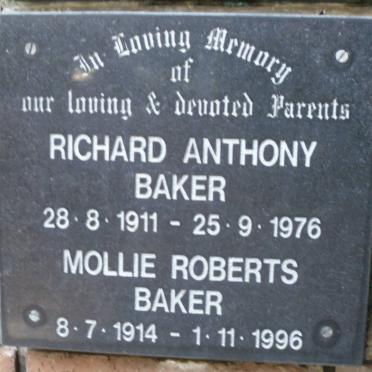 In Loving Memory
of
our loving & devoted Parents
RICHARD ANTHONY
BAKER
28·8·1911 - 25·9·1976
MOLLIE ROBERTS
BAKER
8·7·1914 - 1·11·1996